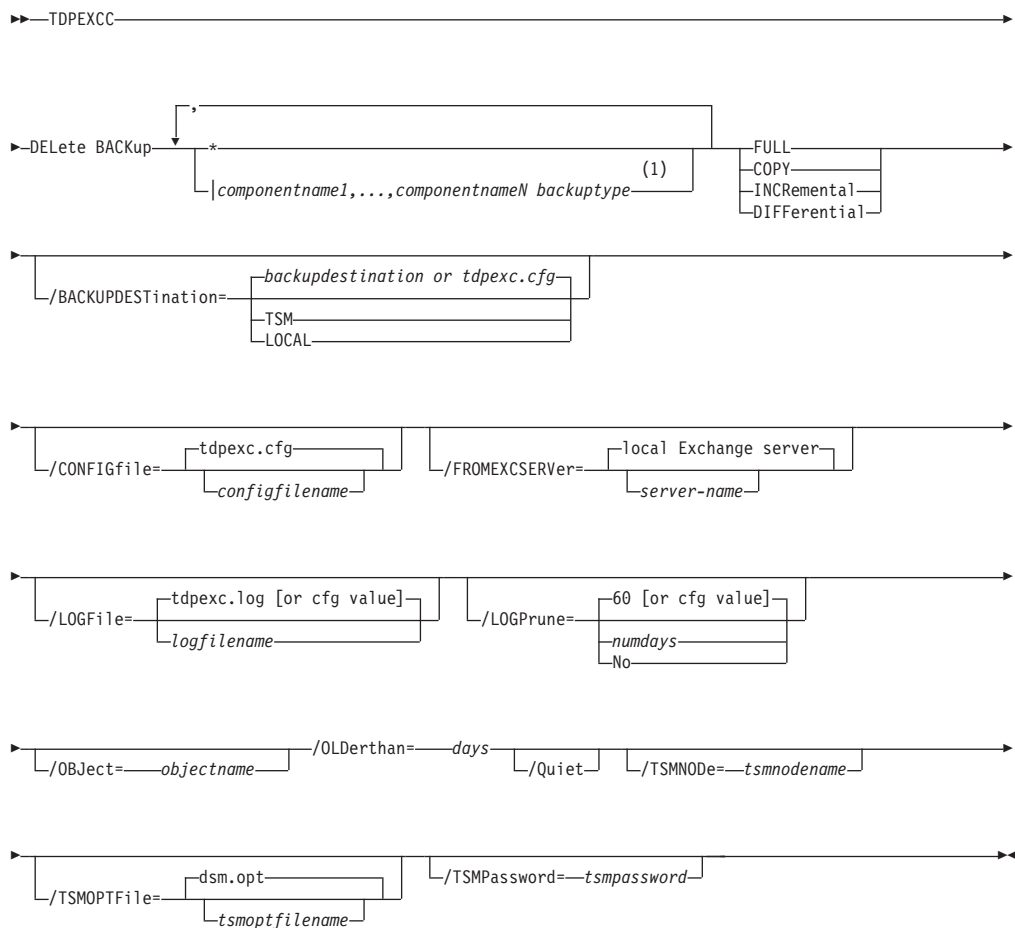 TDPEXCC
,
DELete BACKup * FULL
(1) COPY
|componentname1,...,componentnameN backuptype INCRemental
DIFFerential
backupdestination or tdpexc.cfg
/BACKUPDESTination=
TSM
LOCAL
tdpexc.cfg local Exchange server
/CONFIGfile= /FROMEXCSERVer=
configfilename server-name
tdpexc.log [or cfg value] 60 [or cfg value]
/LOGFile= /LOGPrune=
logfilename numdays
No
/OLDerthan= days
/OBJect= objectname /Quiet /TSMNODe= tsmnodename
dsm.opt /TSMPassword= tsmpassword
/TSMOPTFile=
tsmoptfilename